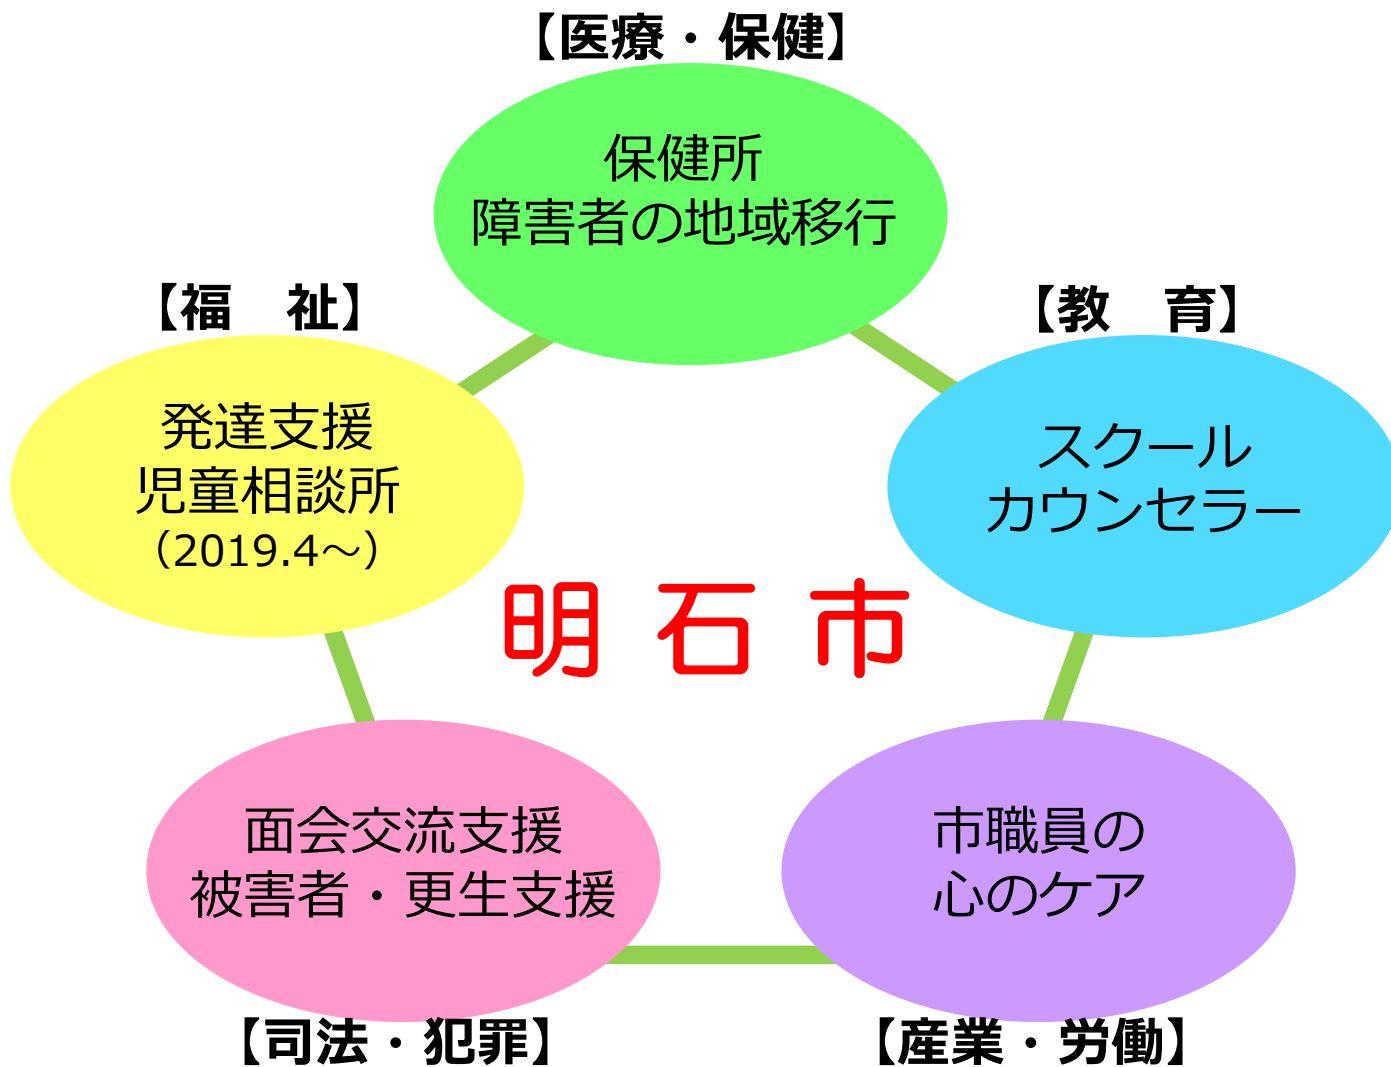 【医療・保健】
保健所
障害者の地域移行
【福　祉】
発達支援
児童相談所
（2019.4～）
【教　育】
スクール
カウンセラー
明石市
面会交流支援
被害者・更生支援
【司法・犯罪】
市職員の
心のケア
【産業・労働】